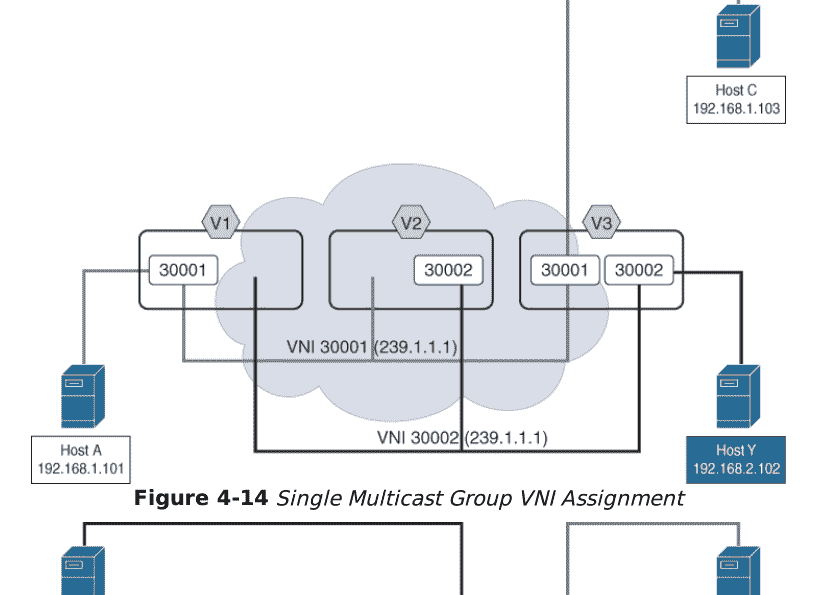 Host C
192.168.1.103
V1
V2
V3
30001
30002
30001
30002
VNI 30001 (239.1.1.1)
VNI 30002 (239.1.1.1)
Host A
192.168.1.101
Host Y
192.168.2.102
Figure 4-14 Single Multicast Group VNI Assignment